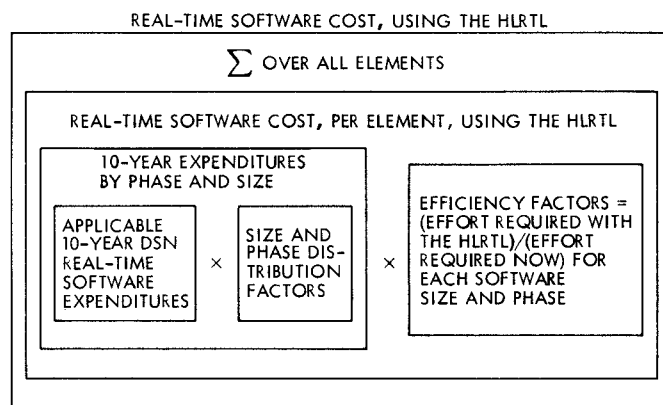 REAL-TIME SOFTWARE COST, USING THE HLRTL
∑ OVER ALL ELEMENTS
REAL-TIME SOFTWARE COST, PER ELEMENT, USING THE HLRTL
10-YEAR EXPENDITURES
BY PHASE AND SIZE
APPLICABLE
10-YEAR DSN
REAL-TIME
SOFTWARE
EXPENDITURES
×
SIZE AND
PHASE DIS-
TRIBUTION
FACTORS
×
EFFICIENCY FACTORS =
(EFFORT REQUIRED WITH
THE HLRTL)/(EFFORT
REQUIRED NOW) FOR
EACH SOFTWARE
SIZE AND PHASE